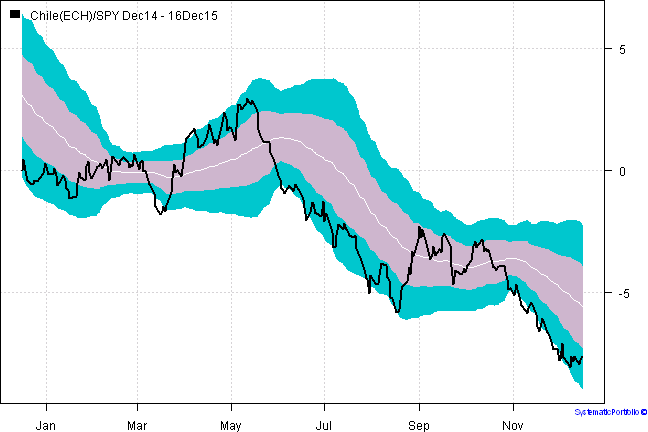 Chile(ECH)/SPY Dec14 - 16Dec15
5
0
-5
Jan Mar May Jul Sep Nov
SystematicPortfolio ©